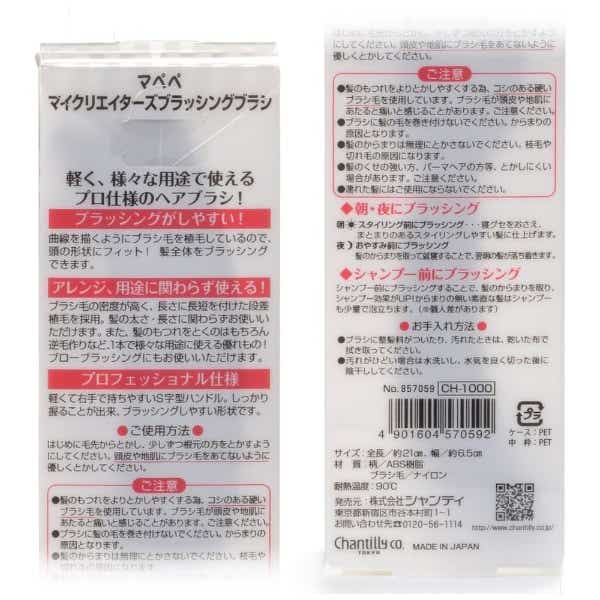 マペペ
マイクリエイターズブラッシングブラシ
軽く、様々な用途で使える
プロ仕様のヘアブラシ！
ブラッシングがしやすい！
曲線を描くようにブラシ毛を植毛しているので、
頭の形状にフィット！ 髪全体をブラッシング
できます。
アレンジ、用途に関わらず使える！
ブラシ毛の密度が高く、長さに長短を付けた段差
植毛を採用。髪の太さ・長さに関わらずお使いい
ただけます。また、髪のもつれをとくのはもちろん
逆毛作りなど、1本で様々に使える優れもの！
ブローブラッシングにもお使いいただけます。
プロフェッショナル仕様
軽くて右手で持ちやすいS字型ハンドル。しっかり
握ることが出来、ブラッシングしやすい形状です。
●ご使用方法●
はじめに毛先からとかし、少しずつ根元の方をとかすよう
にしてください。頭皮や地肌にブラシ毛をあてないように
優しくとかしてください。
ご注意
●髪のもつれをよりとかしやすくする為、コシのある硬い
ブラシ毛を使用しています。ブラシ毛が頭皮や地肌に
あたると痛いと感じることがあります。ご注意ください。
●ブラシに髪の毛を巻き付けないでください。からまりの
原因となります。
●髪のからまりは無理にとかさないでください。枝毛や
切れ毛の原因になります。
にしてください。頭皮や地肌にブラシ毛をあてないように
優しくとかしてください。
ご注意
●髪のもつれをよりとかしやすくする為、コシのある硬い
ブラシ毛を使用しています。ブラシ毛が頭皮や地肌に
あたると痛いと感じることがあります。ご注意ください。
●ブラシに髪の毛を巻き付けないでください。からまりの
原因となります。
●髪のからまりは無理にとかさないでください。枝毛や
切れ毛の原因になります。
●髪のくせの強い方、パーマヘアの方等、とかしにくい
場合があります。ご注意ください。
●濡れた髪にはご使用にならないでください。
◆朝・夜にブラッシング
朝 スタイリング前にブラッシング・・・寝グセをおさえ、
まとまりのあるスタイリングしやすい髪に仕上げます。
夜 おやすみ前にブラッシング
髪のからまりを取って就寝することで、翌朝の髪が落ち着きます。
◆シャンプー前にブラッシング
シャンプー前にブラッシングすることで、髪のからまりを取り、
シャンプー効果がUP！からまりの無い素直な髪はシャンプー
も少量で泡立ちます。（※個人差があります）
●お手入れ方法●
●ブラシに整髪料がついたり、汚れたときは、乾いた布で
拭き取ってください。
●汚れがひどい場合は水洗いし、水気を良く切った後に
陰干ししてください。
No. 857059 CH-1000
4 901604 570592
プラ
ケース：PET
中 枠：PET
サイズ：全長／約21cm、幅／約6.5cm
材 質：柄／ABS樹脂
ブラシ毛／ナイロン
耐熱温度：90℃
発売元：株式会社シャンティ
東京都新宿区市谷本村町3-1
お問い合わせ先☎0120-56-1114
http://www.chantilly.co.jp/
Chantilly CO.
TOKYO
MADE IN JAPAN